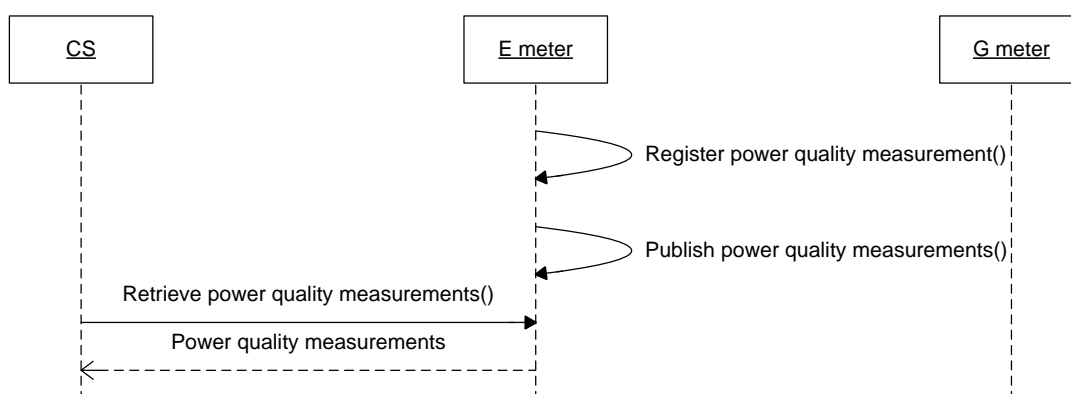 CS
E meter
G meter
Register power quality measurement()
Publish power quality measurements()
Retrieve power quality measurements()
Power quality measurements